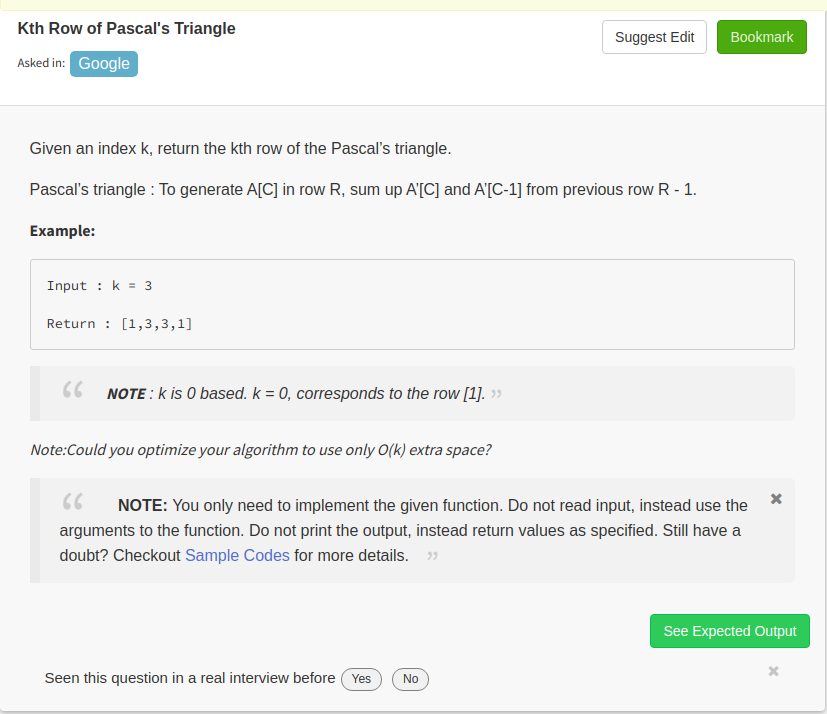 Kth Row of Pascal's Triangle
Suggest Edit
Bookmark
Asked in: Google
Given an index k, return the kth row of the Pascal’s triangle.
Pascal’s triangle : To generate A[C] in row R, sum up A’[C] and A’[C-1] from previous row R - 1.
Example:
Input : k = 3
Return : [1,3,3,1]
“ NOTE : k is 0 based. k = 0, corresponds to the row [1]. ”
Note:Could you optimize your algorithm to use only O(k) extra space?
“ NOTE: You only need to implement the given function. Do not read input, instead use the
arguments to the function. Do not print the output, instead return values as specified. Still have a
doubt? Checkout Sample Codes for more details. ”
See Expected Output
Seen this question in a real interview before Yes No